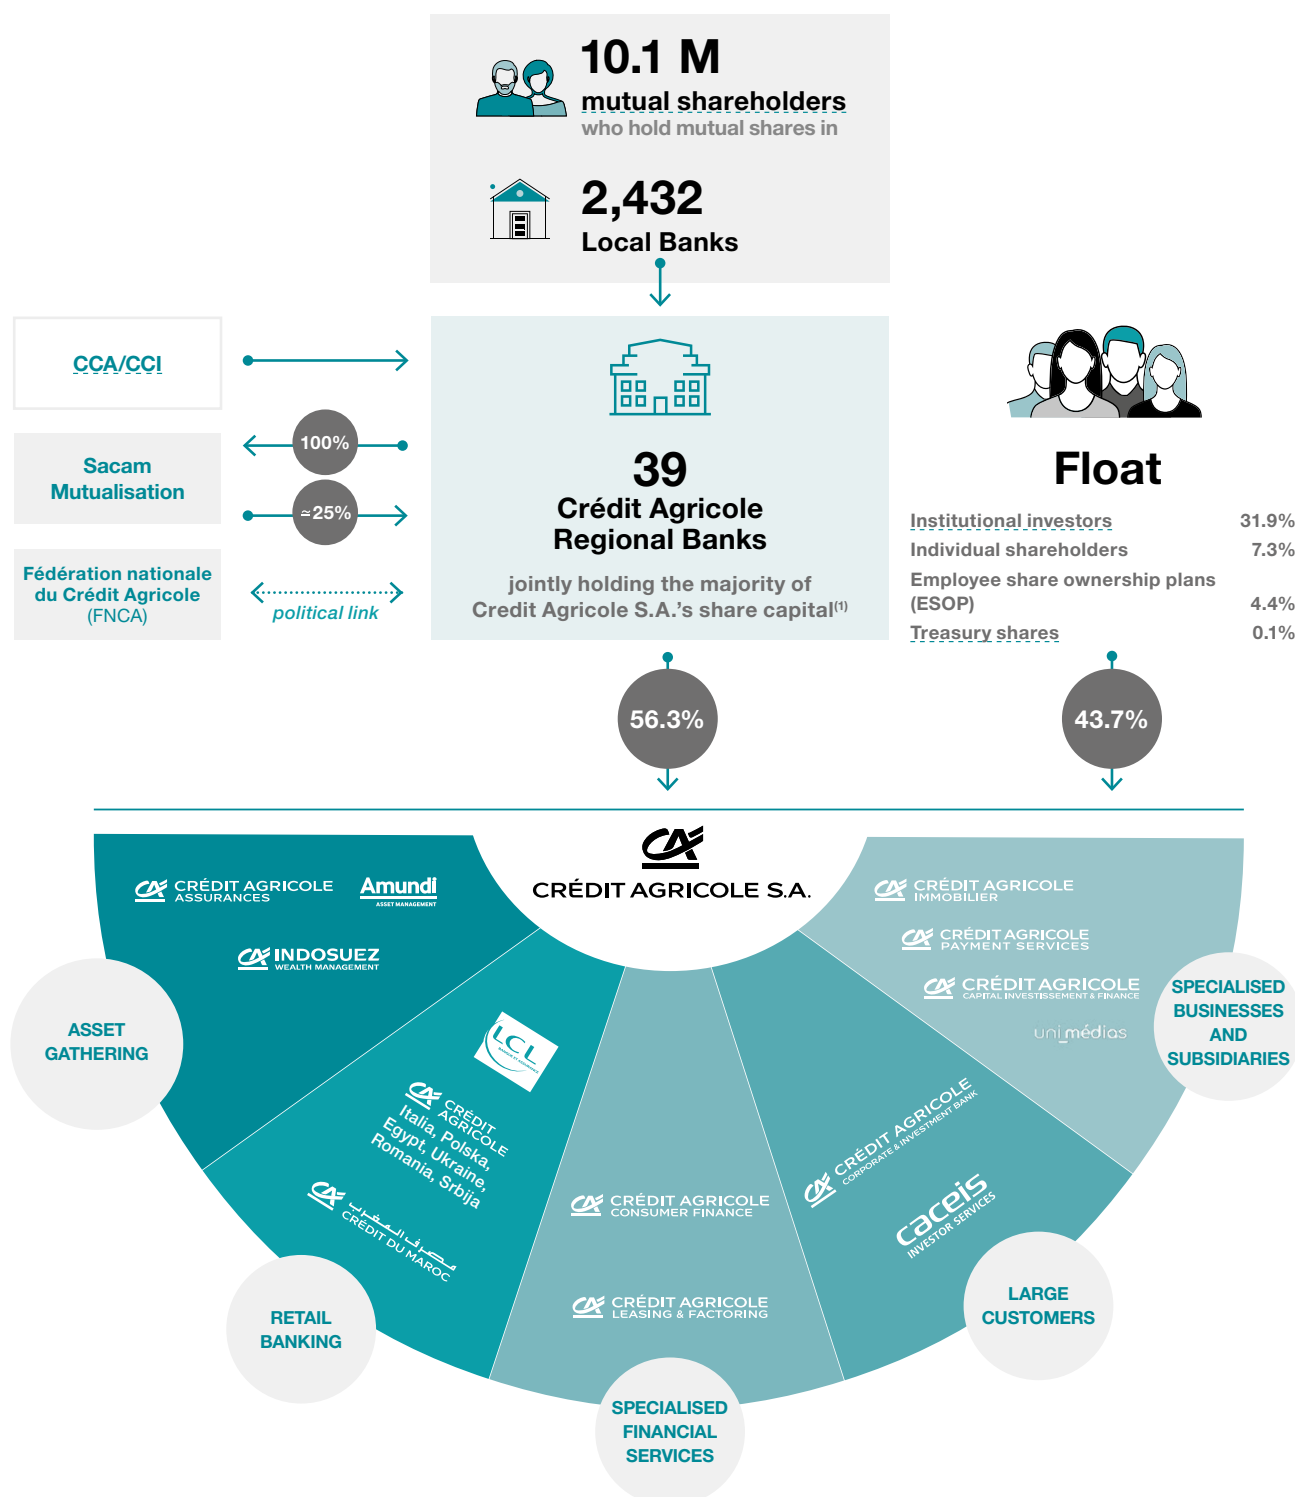 10.1 M
mutual shareholders
who hold mutual shares in
2,432
Local Banks
CCA/CCI
100%
Sacam
Mutualisation
≃25%
Fédération nationale
du Crédit Agricole
(FNCA)
political link
39
Crédit Agricole
Regional Banks
jointly holding the majority of
Credit Agricole S.A.'s share capital(1)
Float
Institutional investors 31.9%
Individual shareholders 7.3%
Employee share ownership plans
(ESOP) 4.4%
Treasury shares 0.1%
56.3%
43.7%
CRÉDIT AGRICOLE S.A.
CRÉDIT AGRICOLE
ASSURANCES
Amundi
ASSET MANAGEMENT
INDOSUEZ
WEALTH MANAGEMENT
ASSET
GATHERING
LCL
BANQUE ET ASSURANCE
CRÉDIT
AGRICOLE
Italia, Polska,
Egypt, Ukraine,
Romania, Srbija
مصرف المغرب
CRÉDIT DU MAROC
RETAIL
BANKING
CRÉDIT AGRICOLE
CONSUMER FINANCE
CRÉDIT AGRICOLE
LEASING & FACTORING
SPECIALISED
FINANCIAL
SERVICES
CRÉDIT AGRICOLE
CORPORATE & INVESTMENT BANK
caceis
INVESTOR SERVICES
LARGE
CUSTOMERS
CRÉDIT AGRICOLE
IMMOBILIER
CRÉDIT AGRICOLE
PAYMENT SERVICES
CRÉDIT AGRICOLE
CAPITAL INVESTISSEMENT & FINANCE
uni_médias
SPECIALISED
BUSINESSES
AND
SUBSIDIARIES